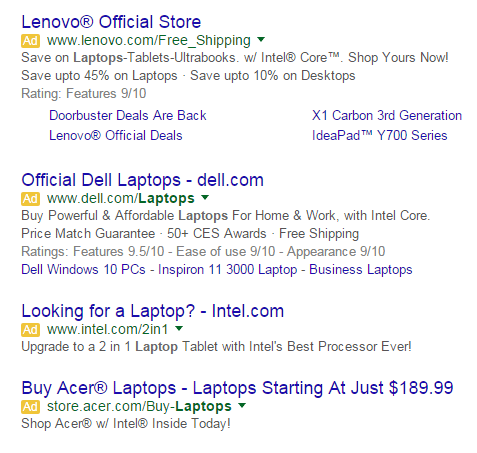 Lenovo® Official Store
Ad www.lenovo.com/Free_Shipping
Save on Laptops-Tablets-Ultrabooks. w/ Intel® Core™. Shop Yours Now!
Save upto 45% on Laptops · Save upto 10% on Desktops
Rating: Features 9/10
Doorbuster Deals Are Back X1 Carbon 3rd Generation
Lenovo® Official Deals IdeaPad™ Y700 Series
Official Dell Laptops - dell.com
Ad www.dell.com/Laptops
Buy Powerful & Affordable Laptops For Home & Work, with Intel Core.
Price Match Guarantee · 50+ CES Awards · Free Shipping
Ratings: Features 9.5/10 - Ease of use 9/10 - Appearance 9/10
Dell Windows 10 PCs - Inspiron 11 3000 Laptop - Business Laptops
Looking for a Laptop? - Intel.com
Ad www.intel.com/2in1
Upgrade to a 2 in 1 Laptop Tablet with Intel's Best Processor Ever!
Buy Acer® Laptops - Laptops Starting At Just $189.99
Ad store.acer.com/Buy-Laptops
Shop Acer® w/ Intel® Inside Today!